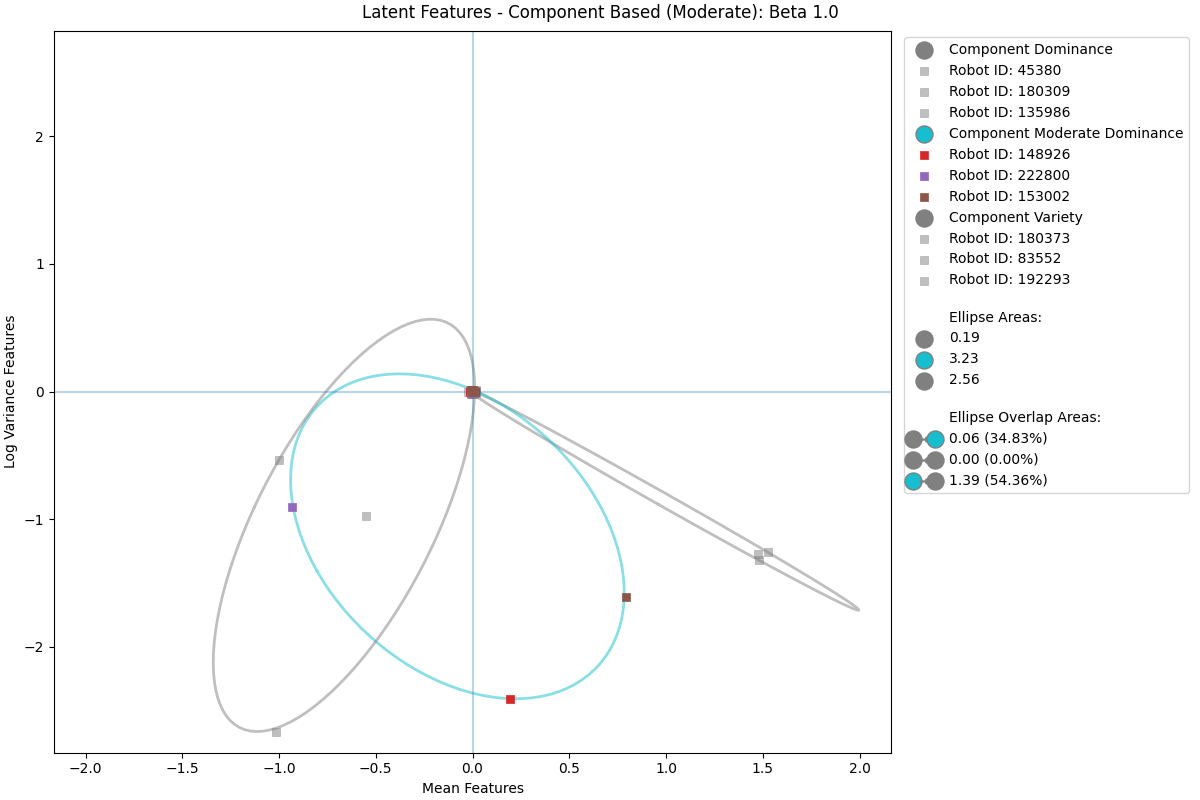 Latent Features - Component Based (Moderate): Beta 1.0
Log Variance Features
2
1
0
−1
−2
−2.0 −1.5 −1.0 −0.5 0.0 0.5 1.0 1.5 2.0
Mean Features
Component Dominance
Robot ID: 45380
Robot ID: 180309
Robot ID: 135986
Component Moderate Dominance
Robot ID: 148926
Robot ID: 222800
Robot ID: 153002
Component Variety
Robot ID: 180373
Robot ID: 83552
Robot ID: 192293
Ellipse Areas:
0.19
3.23
2.56
Ellipse Overlap Areas:
0.06 (34.83%)
0.00 (0.00%)
1.39 (54.36%)